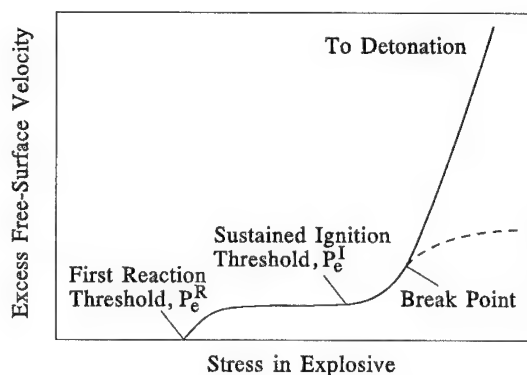 To Detonation
Excess Free-Surface Velocity
Sustained Ignition
Threshold, P_e^I
First Reaction
Threshold, P_e^R
Break Point
Stress in Explosive